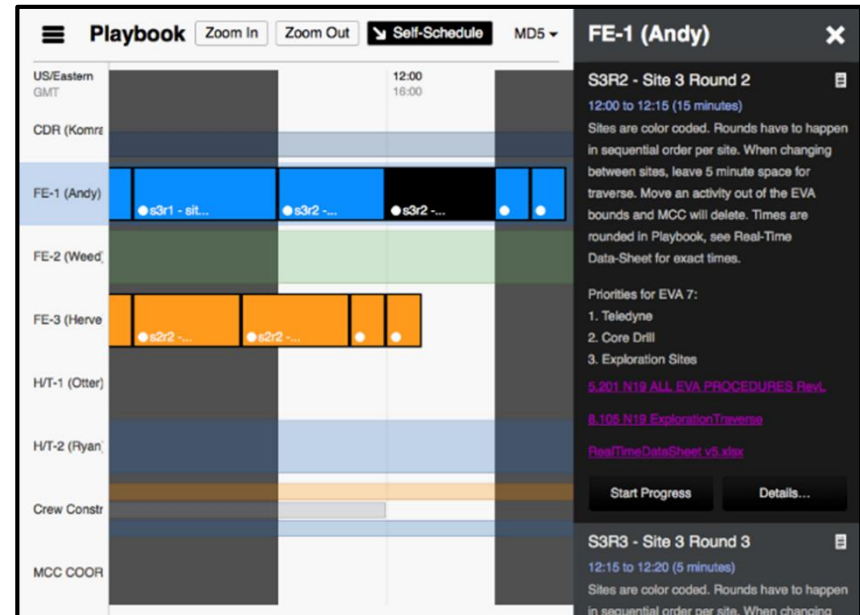 Playbook
Zoom In
Zoom Out
Self-Schedule
MD5
US/Eastern
GMT
12:00
16:00
CDR (Komra
FE-1 (Andy)
s3r1 - sit...
s3r2 -...
s3r2 -...
FE-2 (Weed
FE-3 (Herve
s2r2 -...
s2r2 -...
H/T-1 (Otter)
H/T-2 (Ryan
Crew Constr
MCC COOR
FE-1 (Andy)
S3R2 - Site 3 Round 2
12:00 to 12:15 (15 minutes)
Sites are color coded. Rounds have to happen
in sequential order per site. When changing
between sites, leave 5 minute space for
traverse. Move an activity out of the EVA
bounds and MCC will delete. Times are
rounded in Playbook, see Real-Time
Data-Sheet for exact times.
Priorities for EVA 7:
1. Teledyne
2. Core Drill
3. Exploration Sites
5.201 N19 ALL EVA PROCEDURES RevL
8.105 N19 ExplorationTraverse
RealTimeDataSheet v5.xlsx
Start Progress
Details...
S3R3 - Site 3 Round 3
12:15 to 12:20 (5 minutes)
Sites are color coded. Rounds have to happen
in sequential order per site. When changing